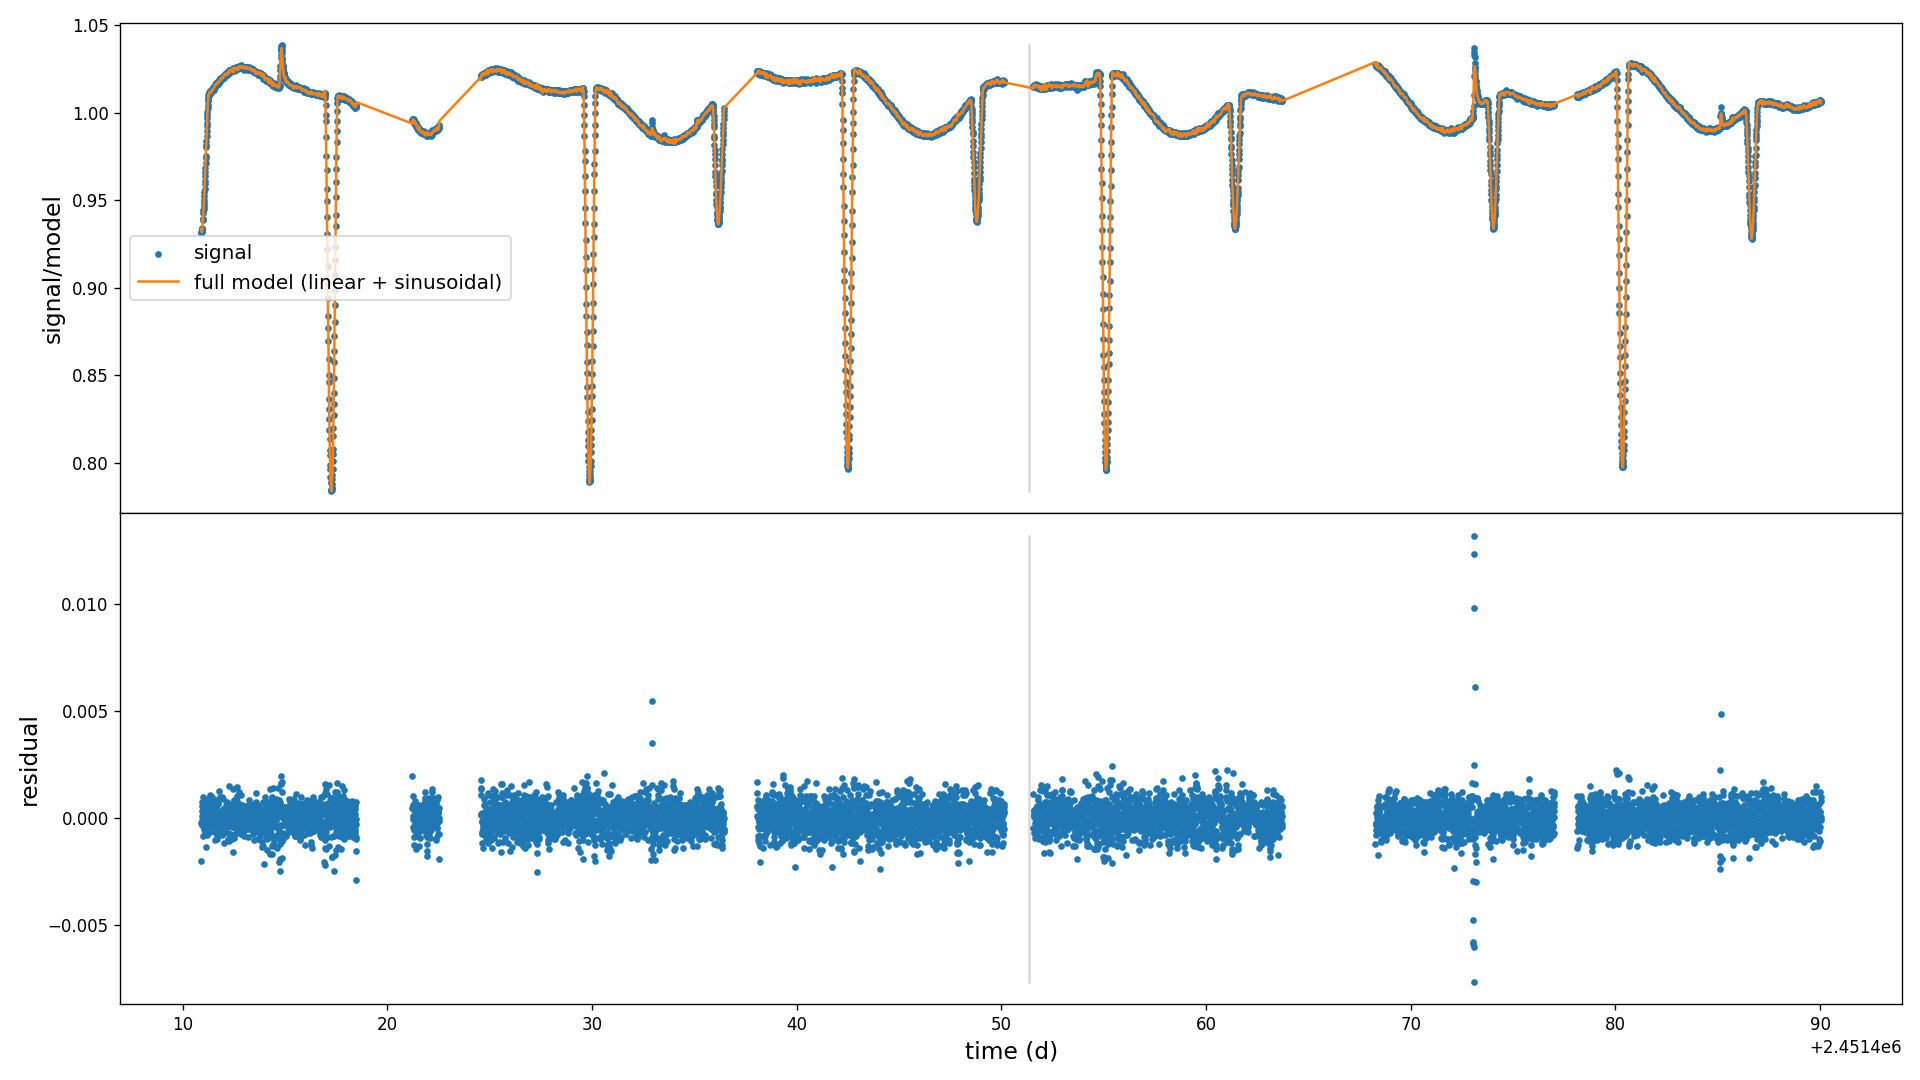 1.05
1.00
0.95
0.90
0.85
0.80
signal/model
signal
full model (linear + sinusoidal)
0.010
0.005
0.000
−0.005
residual
10 20 30 40 50 60 70 80 90
time (d)
+2.4514e6